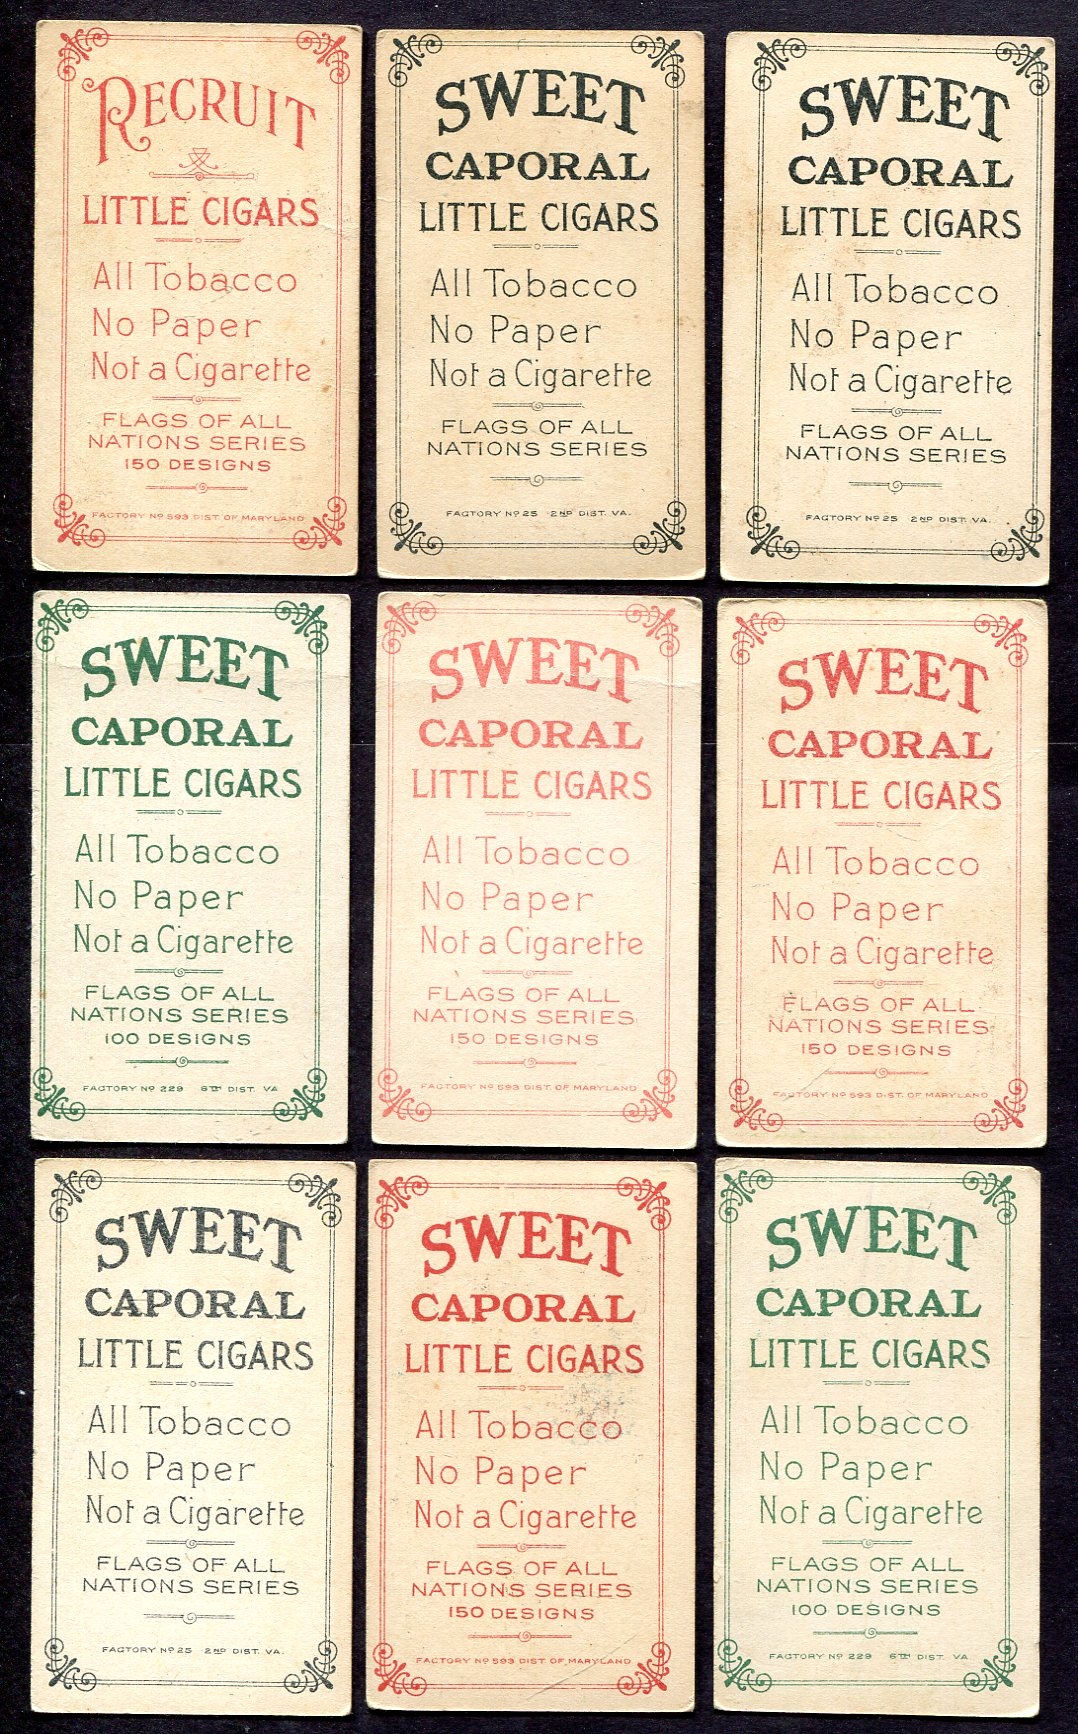 RECRUIT
LITTLE CIGARS
All Tobacco
No Paper
Not a Cigarette
FLAGS OF ALL
NATIONS SERIES
150 DESIGNS
FACTORY Nº 593 DIST. OF MARYLAND
SWEET
CAPORAL
LITTLE CIGARS
All Tobacco
No Paper
Not a Cigarette
FLAGS OF ALL
NATIONS SERIES
FACTORY Nº 25 2ND DIST. VA.
SWEET
CAPORAL
LITTLE CIGARS
All Tobacco
No Paper
Not a Cigarette
FLAGS OF ALL
NATIONS SERIES
FACTORY Nº 25 2ND DIST. VA.
SWEET
CAPORAL
LITTLE CIGARS
All Tobacco
No Paper
Not a Cigarette
FLAGS OF ALL
NATIONS SERIES
100 DESIGNS
FACTORY Nº 229 6TH DIST. VA
SWEET
CAPORAL
LITTLE CIGARS
All Tobacco
No Paper
Not a Cigarette
FLAGS OF ALL
NATIONS SERIES
150 DESIGNS
FACTORY Nº 593 DIST. OF MARYLAND
SWEET
CAPORAL
LITTLE CIGARS
All Tobacco
No Paper
Not a Cigarette
FLAGS OF ALL
NATIONS SERIES
150 DESIGNS
FACTORY Nº 593 DIST. OF MARYLAND
SWEET
CAPORAL
LITTLE CIGARS
All Tobacco
No Paper
Not a Cigarette
FLAGS OF ALL
NATIONS SERIES
FACTORY Nº 25 2ND DIST. VA.
SWEET
CAPORAL
LITTLE CIGARS
All Tobacco
No Paper
Not a Cigarette
FLAGS OF ALL
NATIONS SERIES
150 DESIGNS
FACTORY Nº 593 DIST OF MARYLAND
SWEET
CAPORAL
LITTLE CIGARS
All Tobacco
No Paper
Not a Cigarette
FLAGS OF ALL
NATIONS SERIES
100 DESIGNS
FACTORY Nº 229 6TH DIST. VA.